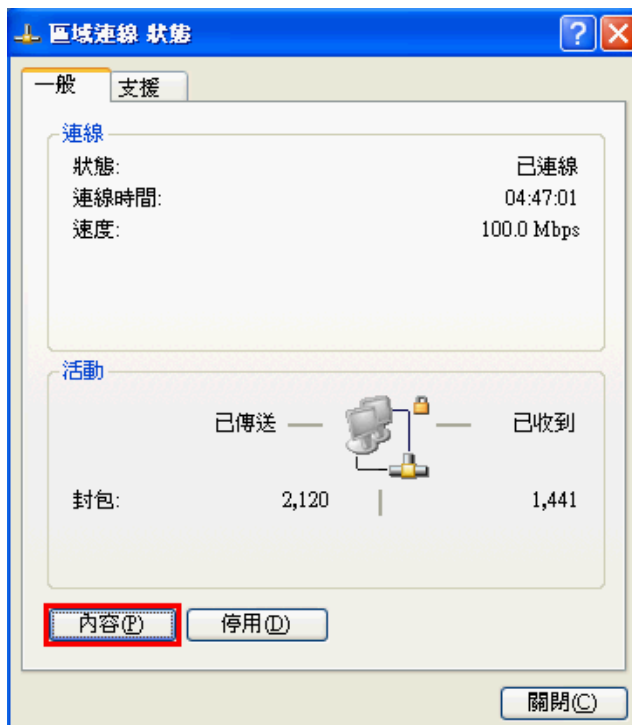 區域連線 狀態
一般 支援
連線
狀態: 已連線
連線時間: 04:47:01
速度: 100.0 Mbps
活動
已傳送 已收到
封包: 2,120 1,441
內容(P) 停用(D)
關閉(C)